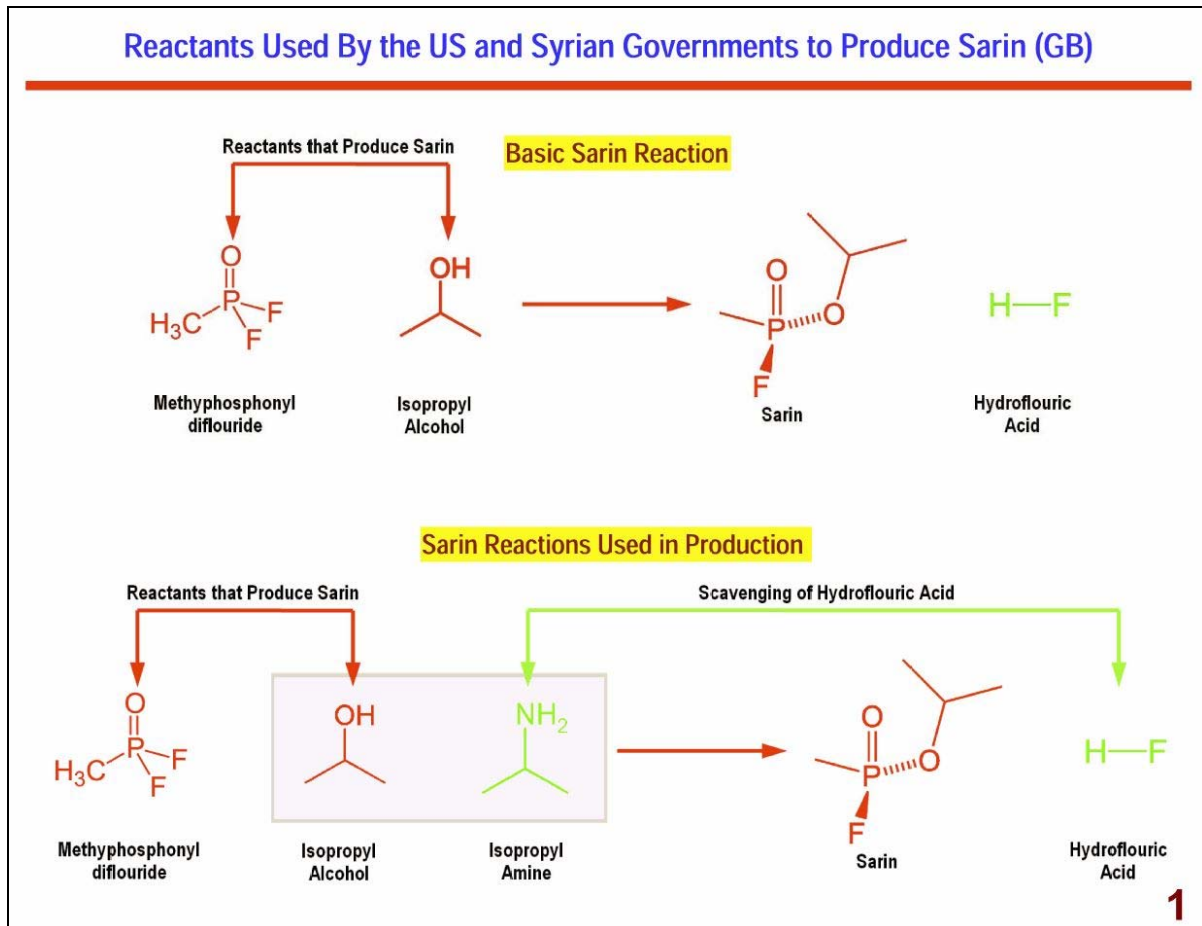 Reactants Used By the US and Syrian Governments to Produce Sarin (GB)
Reactants that Produce Sarin
Basic Sarin Reaction
O
P
H3C
F
F
OH
O
P
O
F
H—F
Methyphosphonyl
diflouride
Isopropyl
Alcohol
Sarin
Hydroflouric
Acid
Sarin Reactions Used in Production
Reactants that Produce Sarin
Scavenging of Hydroflouric Acid
O
P
H3C
F
F
OH
NH2
O
P
O
F
H—F
Methyphosphonyl
diflouride
Isopropyl
Alcohol
Isopropyl
Amine
Sarin
Hydroflouric
Acid
1